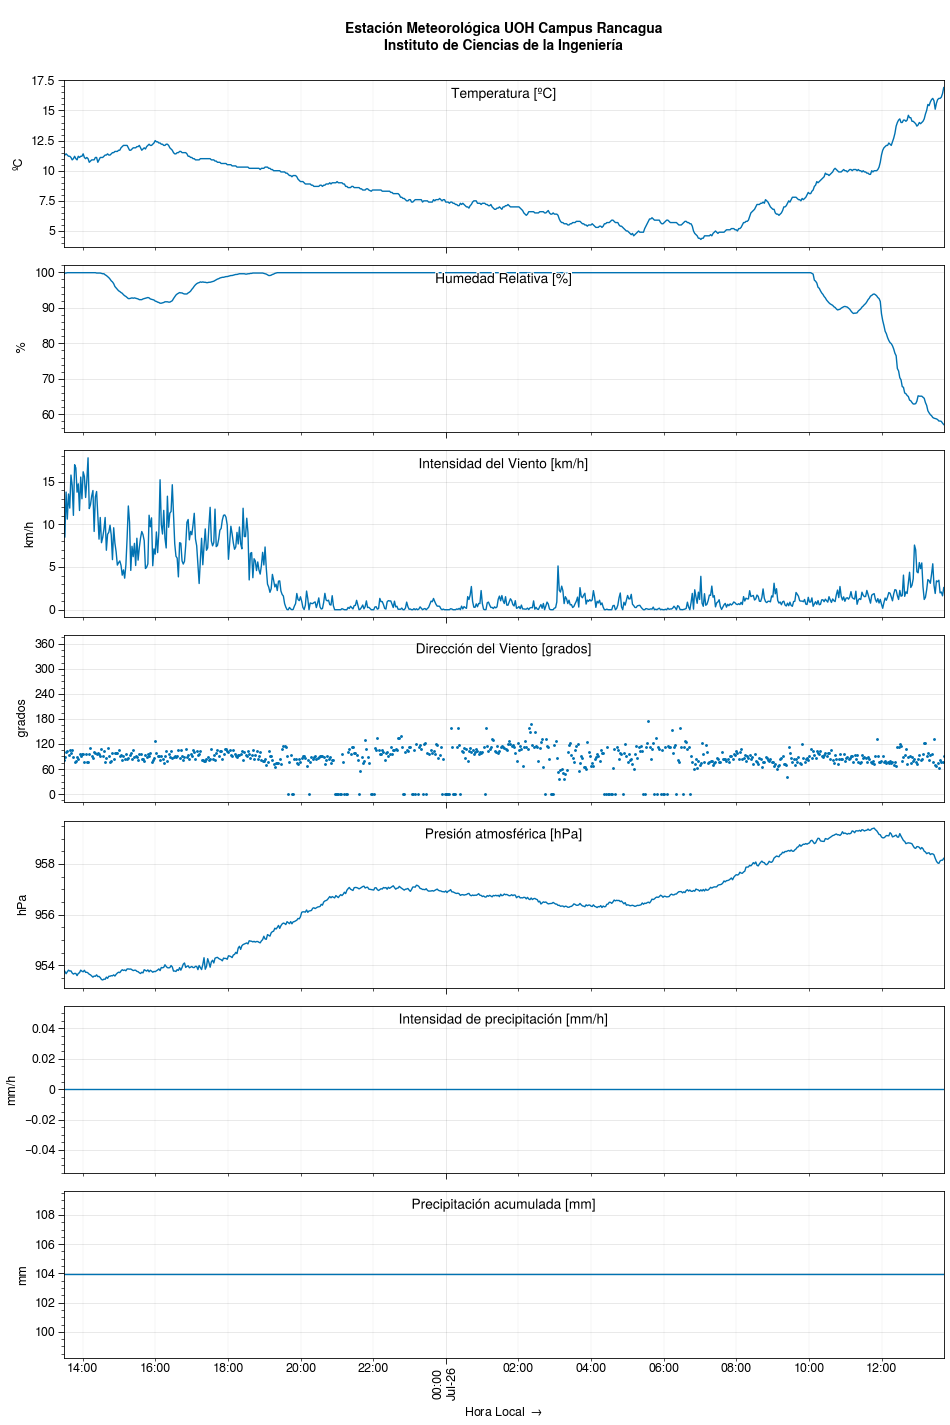 Estación Meteorológica UOH Campus Rancagua
Instituto de Ciencias de la Ingeniería
Temperatura [ºC]
17.5
15
12.5
10
7.5
5
ºC
Humedad Relativa [%]
100
90
80
70
60
%
Intensidad del Viento [km/h]
15
10
5
0
km/h
Dirección del Viento [grados]
360
300
240
180
120
60
0
grados
Presión atmosférica [hPa]
958
956
954
hPa
Intensidad de precipitación [mm/h]
0.04
0.02
0
−0.02
−0.04
mm/h
Precipitación acumulada [mm]
108
106
104
102
100
mm
14:00 16:00 18:00 20:00 22:00 00:00 02:00 04:00 06:00 08:00 10:00 12:00
Jul-26
Hora Local →